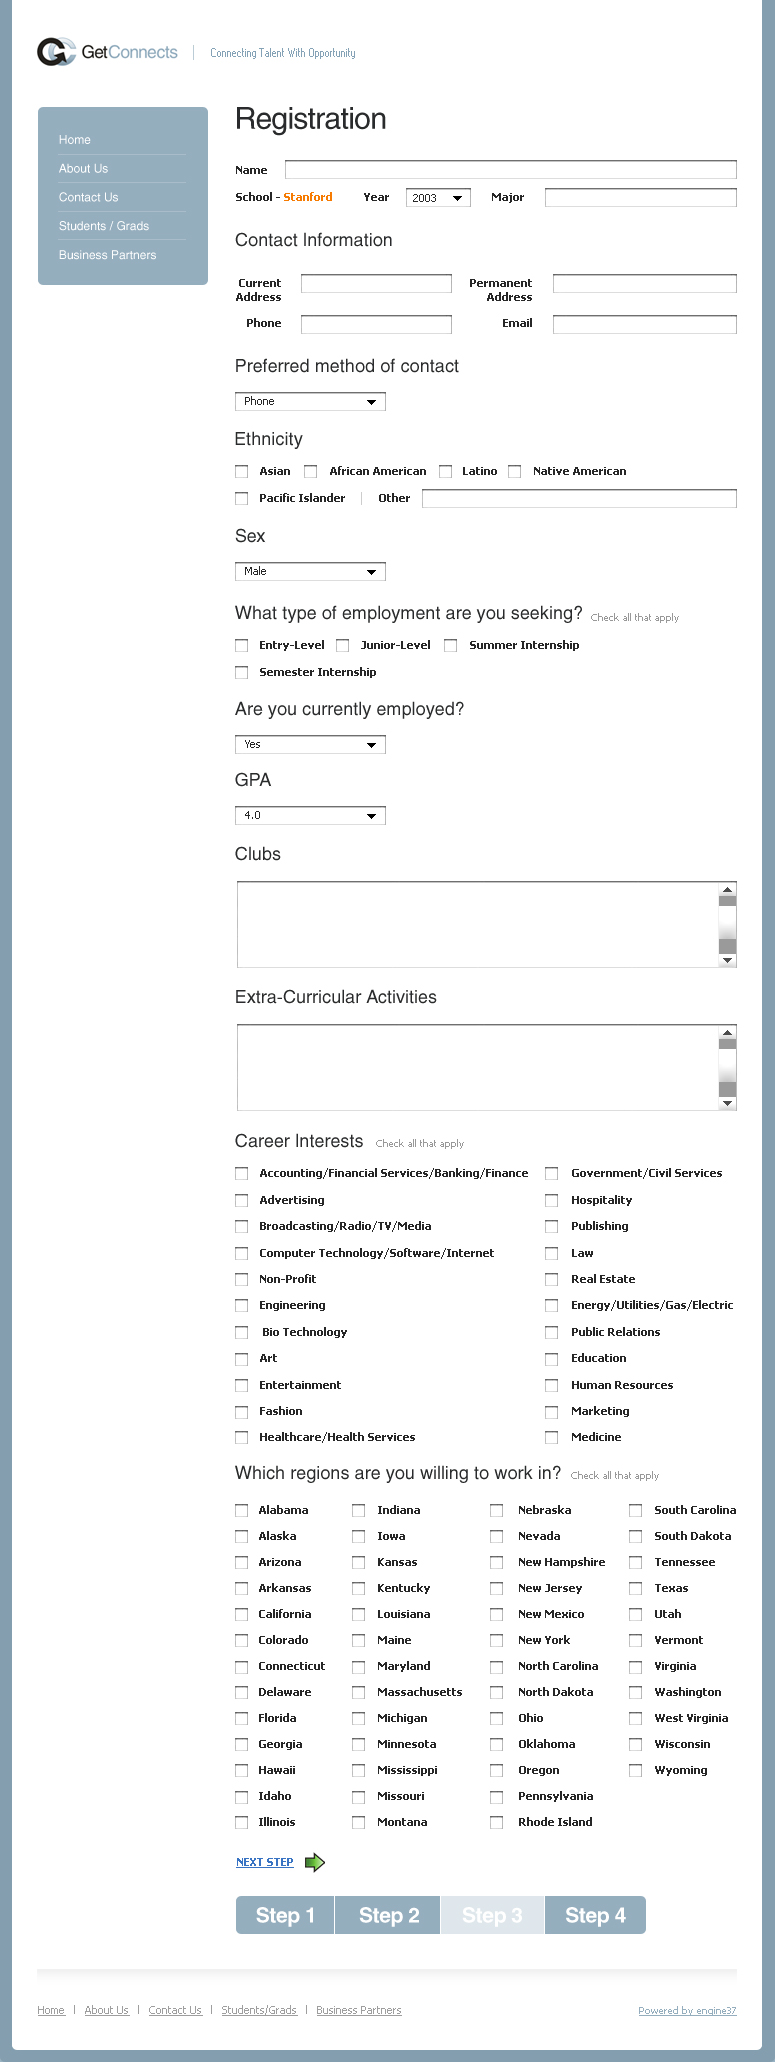 GetConnects | Connecting Talent With Opportunity
Home
About Us
Contact Us
Students / Grads
Business Partners
Registration
Name
School - Stanford Year 2003 Major
Contact Information
Current Address Permanent Address
Phone Email
Preferred method of contact
Phone
Ethnicity
Asian African American Latino Native American
Pacific Islander | Other
Sex
Male
What type of employment are you seeking? Check all that apply
Entry-Level Junior-Level Summer Internship
Semester Internship
Are you currently employed?
Yes
GPA
4.0
Clubs
Extra-Curricular Activities
Career Interests Check all that apply
Accounting/Financial Services/Banking/Finance Government/Civil Services
Advertising Hospitality
Broadcasting/Radio/TV/Media Publishing
Computer Technology/Software/Internet Law
Non-Profit Real Estate
Engineering Energy/Utilities/Gas/Electric
Bio Technology Public Relations
Art Education
Entertainment Human Resources
Fashion Marketing
Healthcare/Health Services Medicine
Which regions are you willing to work in? Check all that apply
Alabama Indiana Nebraska South Carolina
Alaska Iowa Nevada South Dakota
Arizona Kansas New Hampshire Tennessee
Arkansas Kentucky New Jersey Texas
California Louisiana New Mexico Utah
Colorado Maine New York Vermont
Connecticut Maryland North Carolina Virginia
Delaware Massachusetts North Dakota Washington
Florida Michigan Ohio West Virginia
Georgia Minnesota Oklahoma Wisconsin
Hawaii Mississippi Oregon Wyoming
Idaho Missouri Pennsylvania
Illinois Montana Rhode Island
NEXT STEP
Step 1 Step 2 Step 3 Step 4
Home | About Us | Contact Us | Students/Grads | Business Partners Powered by engine37